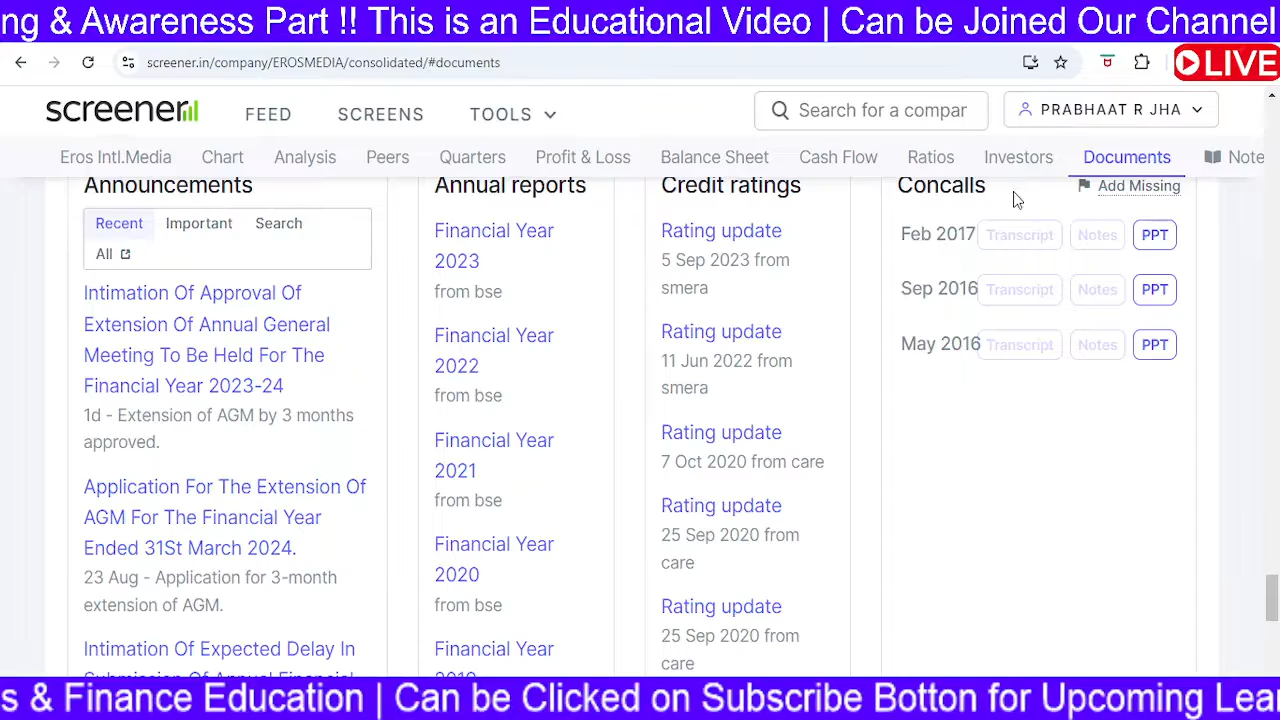 ng & Awareness Part !! This is an Educational Video | Can be Joined Our Channel
screener.in/company/EROSMEDIA/consolidated/#documents
LIVE
screener
FEED
SCREENS
TOOLS
Search for a compar
PRABHAAT R JHA
Eros Intl.Media
Chart
Analysis
Peers
Quarters
Profit & Loss
Balance Sheet
Cash Flow
Ratios
Investors
Documents
Note
Announcements
Recent
Important
Search
All
Intimation Of Approval Of
Extension Of Annual General
Meeting To Be Held For The
Financial Year 2023-24
1d - Extension of AGM by 3 months
approved.
Application For The Extension Of
AGM For The Financial Year
Ended 31St March 2024.
23 Aug - Application for 3-month
extension of AGM.
Intimation Of Expected Delay In
Submission Of Annual Financial
Annual reports
Financial Year
2023
from bse
Financial Year
2022
from bse
Financial Year
2021
from bse
Financial Year
2020
from bse
Financial Year
2019
Credit ratings
Rating update
5 Sep 2023 from
smera
Rating update
11 Jun 2022 from
smera
Rating update
7 Oct 2020 from care
Rating update
25 Sep 2020 from
care
Rating update
25 Sep 2020 from
care
Concalls
Add Missing
Feb 2017 Transcript Notes PPT
Sep 2016 Transcript Notes PPT
May 2016 Transcript Notes PPT
s & Finance Education | Can be Clicked on Subscribe Botton for Upcoming Lea